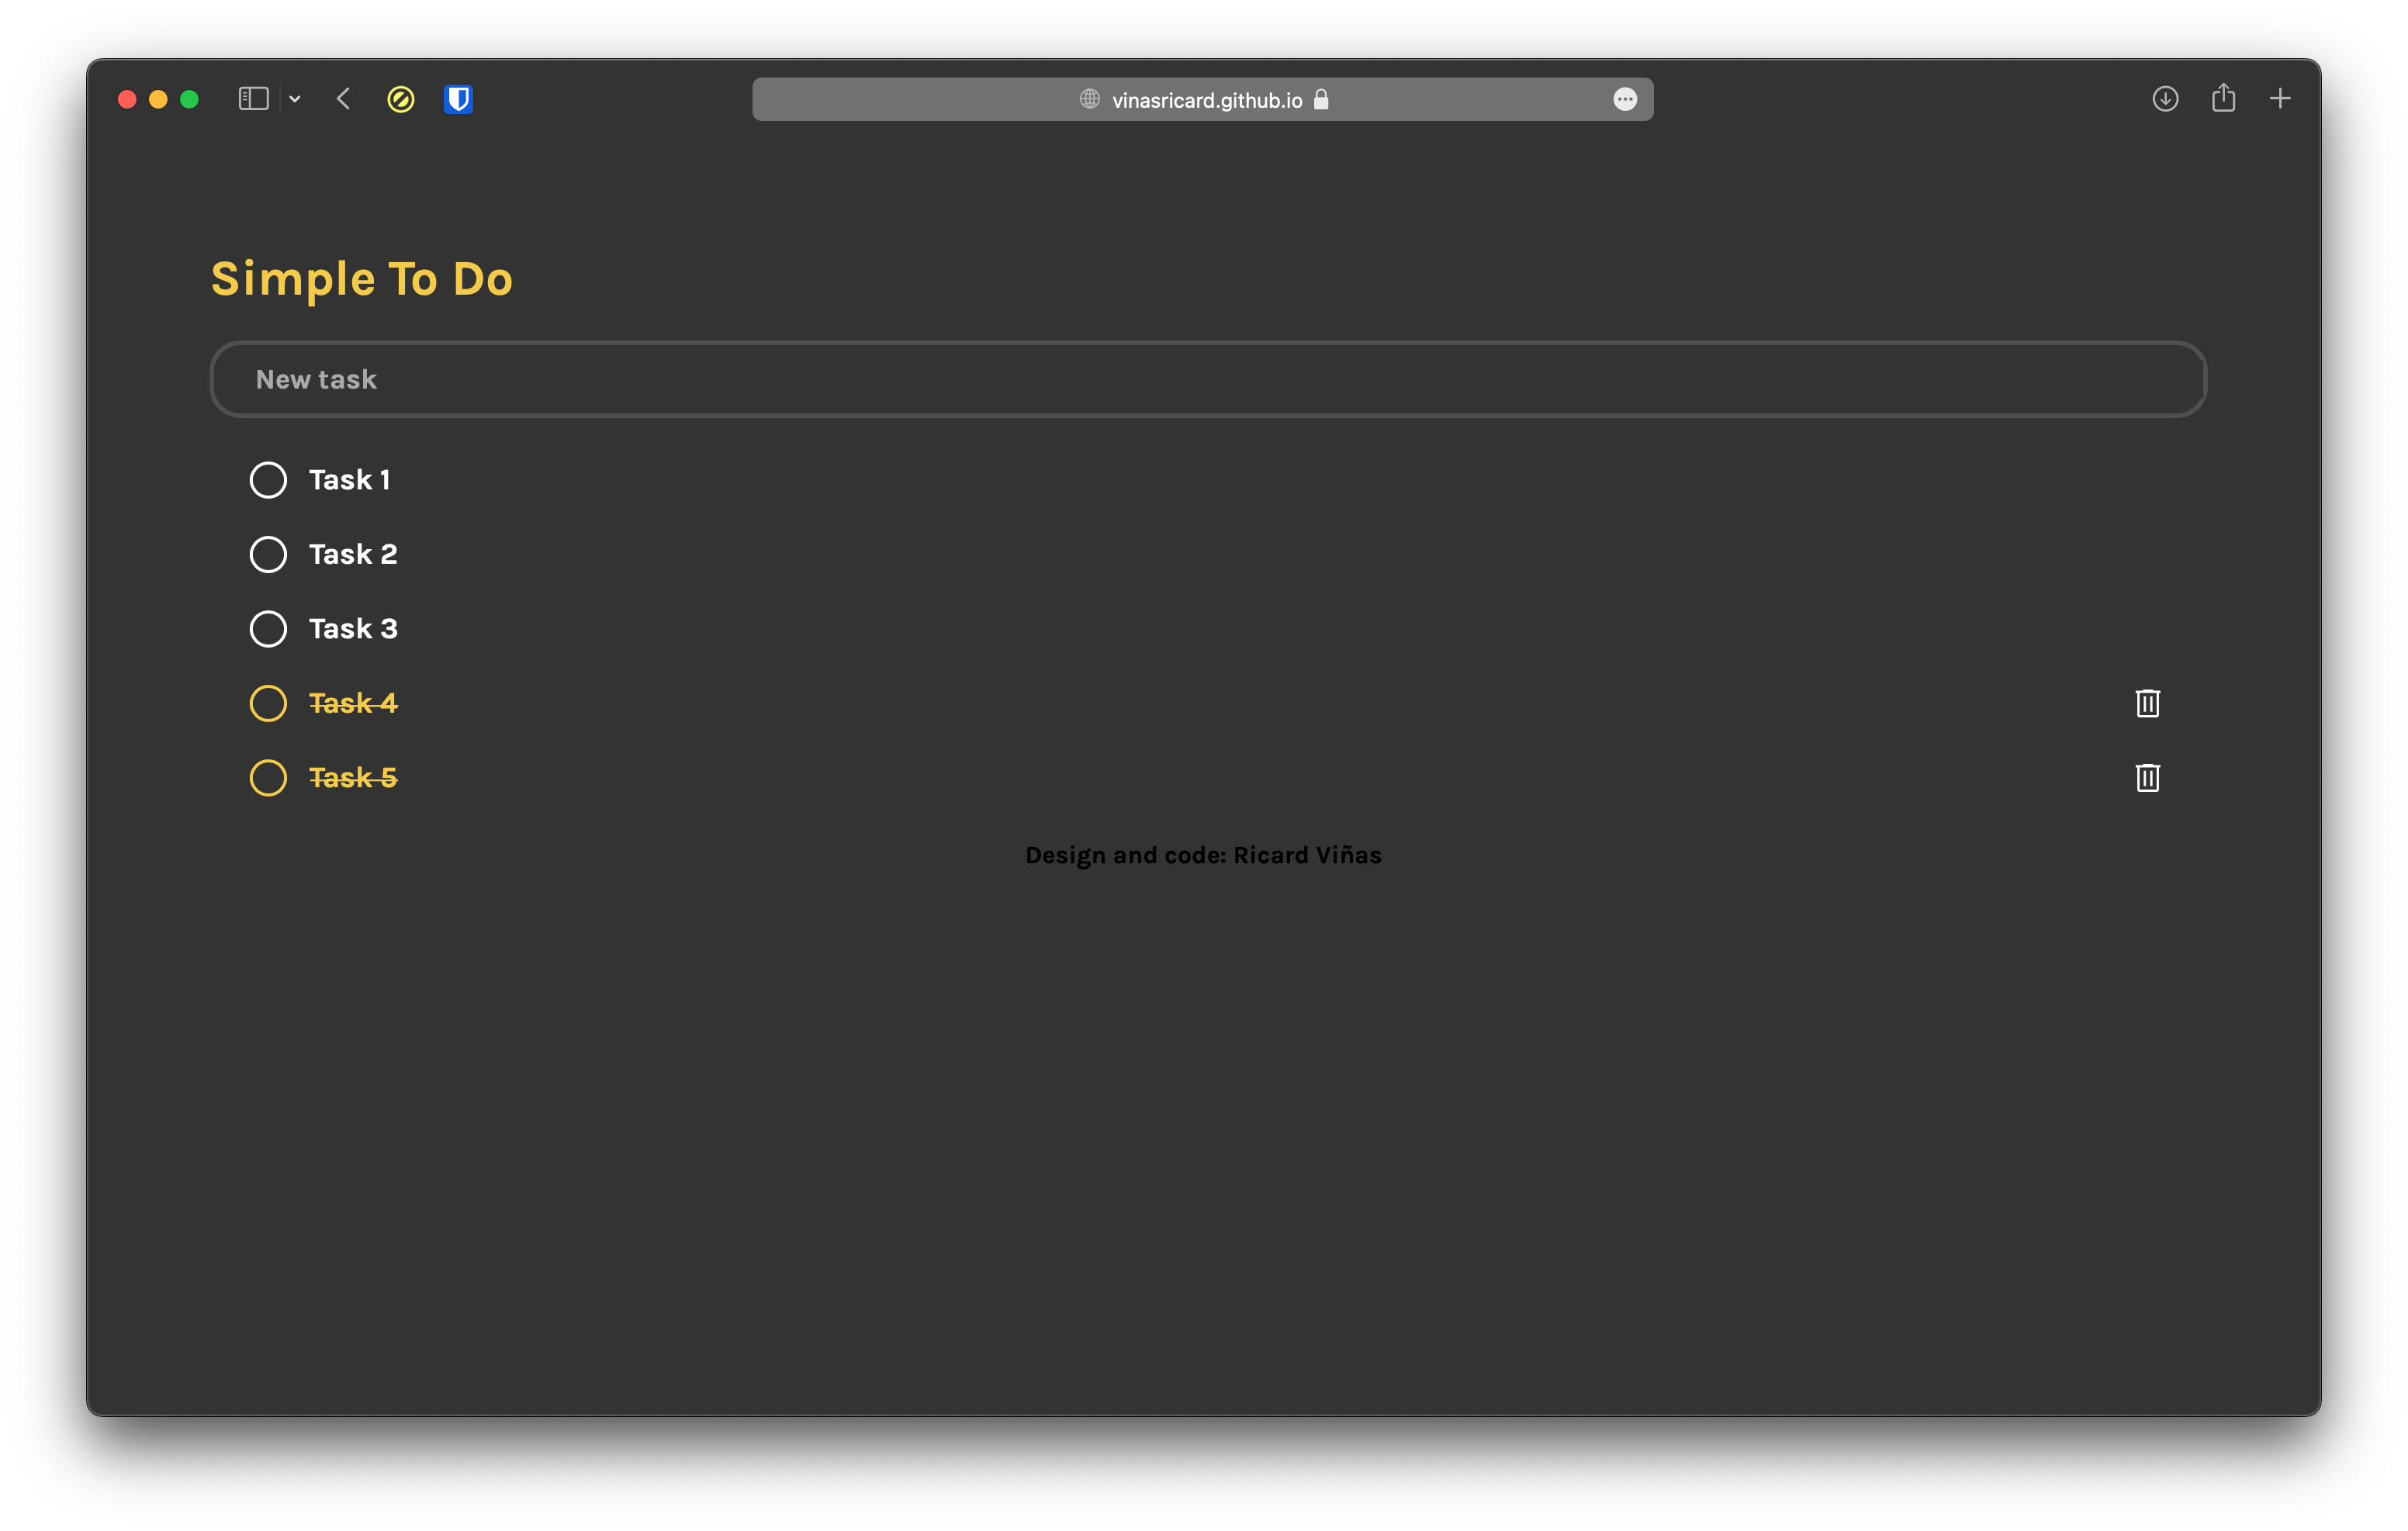 vinasricard.github.io
Simple To Do
New task
Task 1
Task 2
Task 3
Task 4
Task 5
Design and code: Ricard Viñas